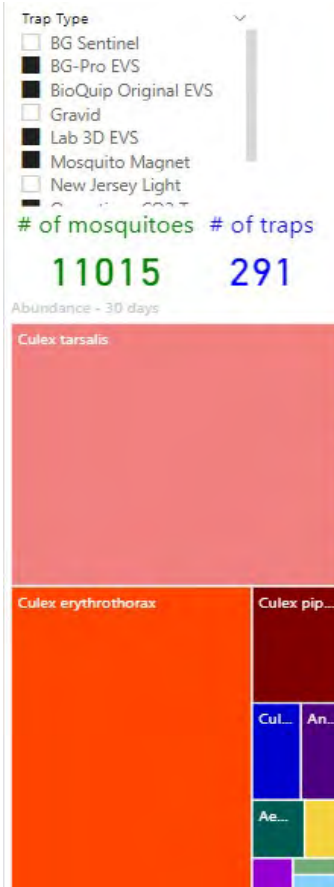 Trap Type
BG Sentinel
BG-Pro EVS
BioQuip Original EVS
Gravid
Lab 3D EVS
Mosquito Magnet
New Jersey Light
# of mosquitoes # of traps
11015 291
Abundance - 30 days
Culex tarsalis
Culex erythrothorax Culex pip...
Cul... An...
Ae...